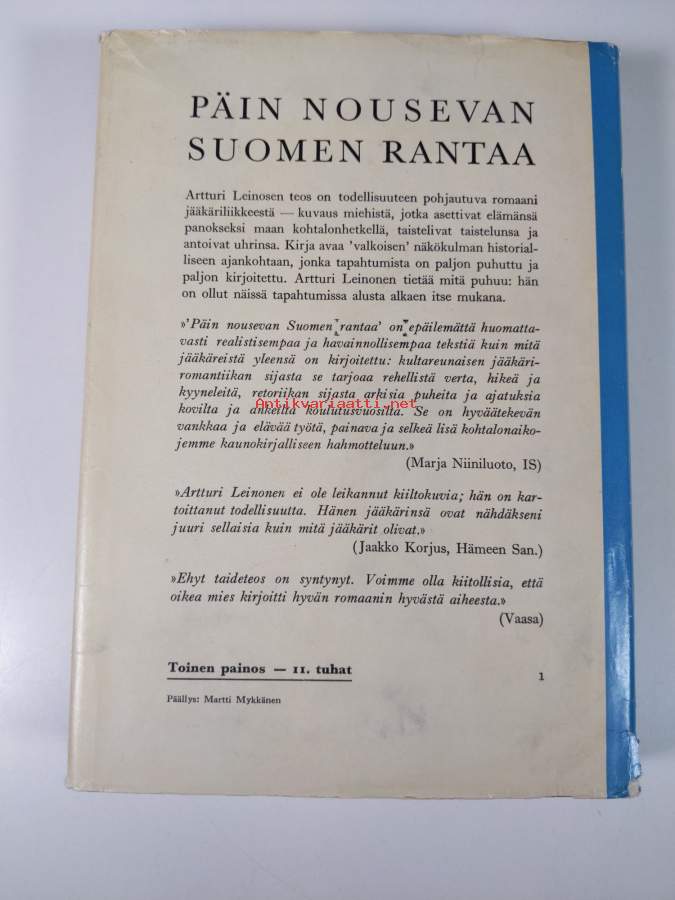 PÄIN NOUSEVAN
SUOMEN RANTAA
Artturi Leinosen teos on todellisuuteen pohjautuva romaani
jääkäriliikkeestä — kuvaus miehistä, jotka asettivat elämänsä
panokseksi maan kohtalonhetkellä, taistelivat taistelunsa ja
antoivat uhrinsa. Kirja avaa 'valkoisen' näkökulman historial-
liseen ajankohtaan, jonka tapahtumista on paljon puhuttu ja
paljon kirjoitettu. Artturi Leinonen tietää mitä puhuu: hän
on ollut näissä tapahtumissa alusta alkaen itse mukana.
»'Päin nousevan Suomen rantaa' on epäilemättä huomatta-
vasti realistisempaa ja havainnollisempaa tekstiä kuin mitä
jääkäreistä yleensä on kirjoitettu: kultareunaisen jääkäri-
romantiikan sijasta se tarjoaa rehellistä verta, hikeä ja
kyyneleitä, retoriikan sijasta arkisia puheita ja ajatuksia
Antikvariaatti.net
kovilta ja ankeilta koulutusvuosilta. Se on hyväätekevän
vankkaa ja elävää työtä, painava ja selkeä lisä kohtalonaiko-
jemme kaunokirjalliseen hahmotteluun.»
(Marja Niiniluoto, IS)
»Artturi Leinonen ei ole leikannut kiiltokuvia; hän on kar-
toittanut todellisuutta. Hänen jääkärinsä ovat nähdäkseni
juuri sellaisia kuin mitä jääkärit olivat.»
(Jaakko Korjus, Hämeen San.)
»Ehyt taideteos on syntynyt. Voimme olla kiitollisia, että
oikea mies kirjoitti hyvän romaanin hyvästä aiheesta.»
(Vaasa)
Toinen painos — 11. tuhat
1
Päällys: Martti Mykkänen